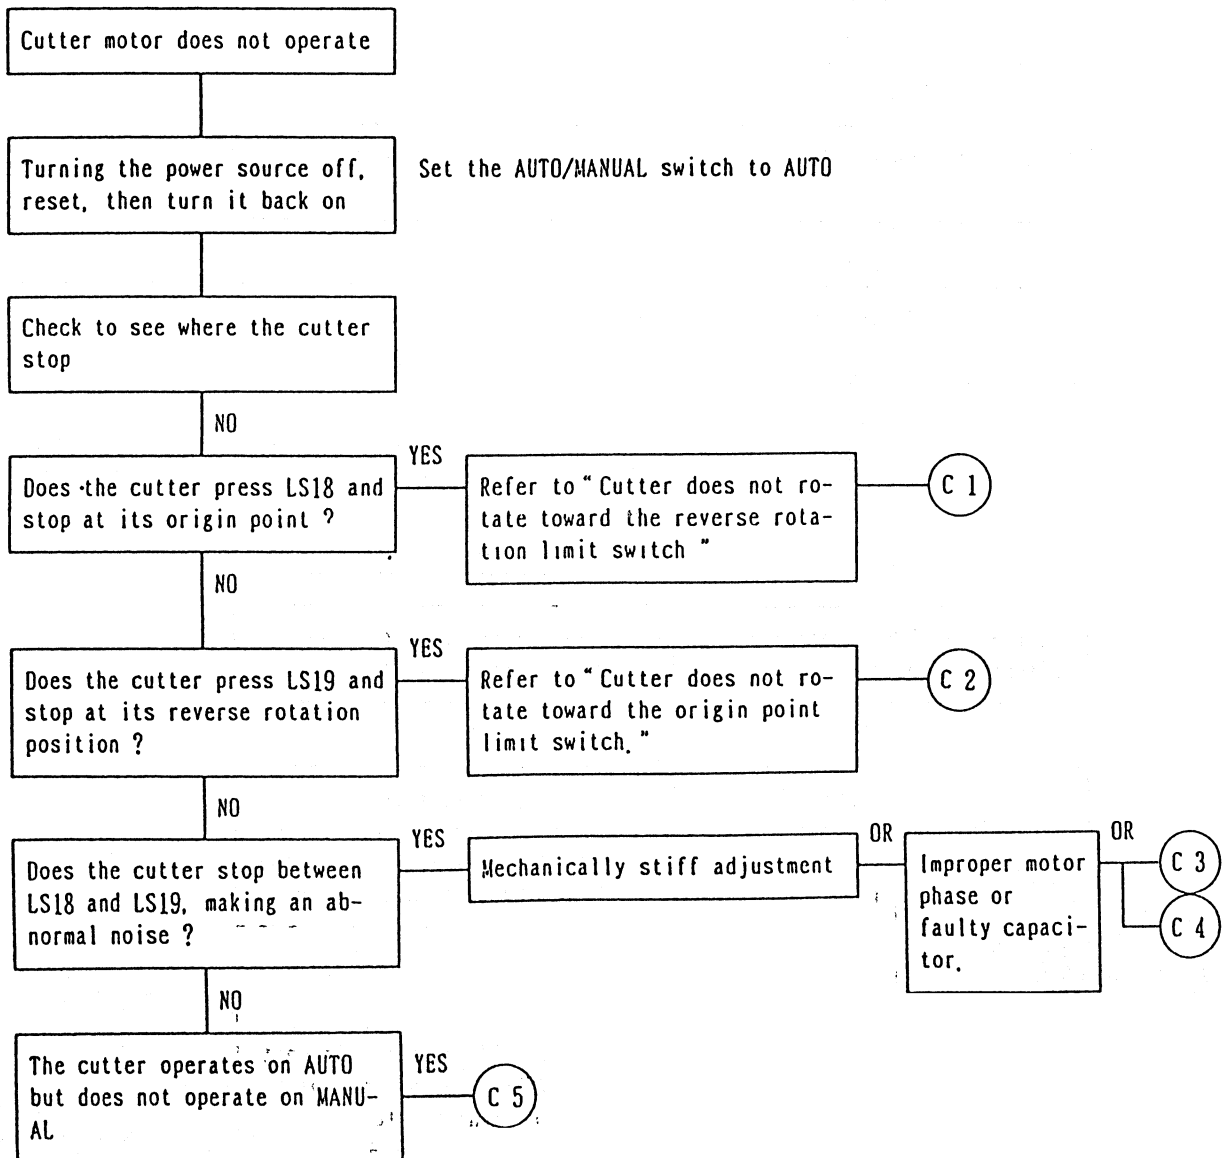 Cutter motor does not operate
Turning the power source off,
reset, then turn it back on
Set the AUTO/MANUAL switch to AUTO
Check to see where the cutter
stop
NO
Does the cutter press LS18 and
stop at its origin point ?
YES
Refer to “ Cutter does not ro-
tate toward the reverse rota-
tion limit switch ”
C 1
NO
Does the cutter press LS19 and
stop at its reverse rotation
position ?
YES
Refer to “ Cutter does not ro-
tate toward the origin point
limit switch. ”
C 2
NO
Does the cutter stop between
LS18 and LS19, making an ab-
normal noise ?
YES
Mechanically stiff adjustment
OR
Improper motor
phase or
faulty capaci-
tor.
OR
C 3
C 4
NO
The cutter operates on AUTO
but does not operate on MANU-
AL
YES
C 5